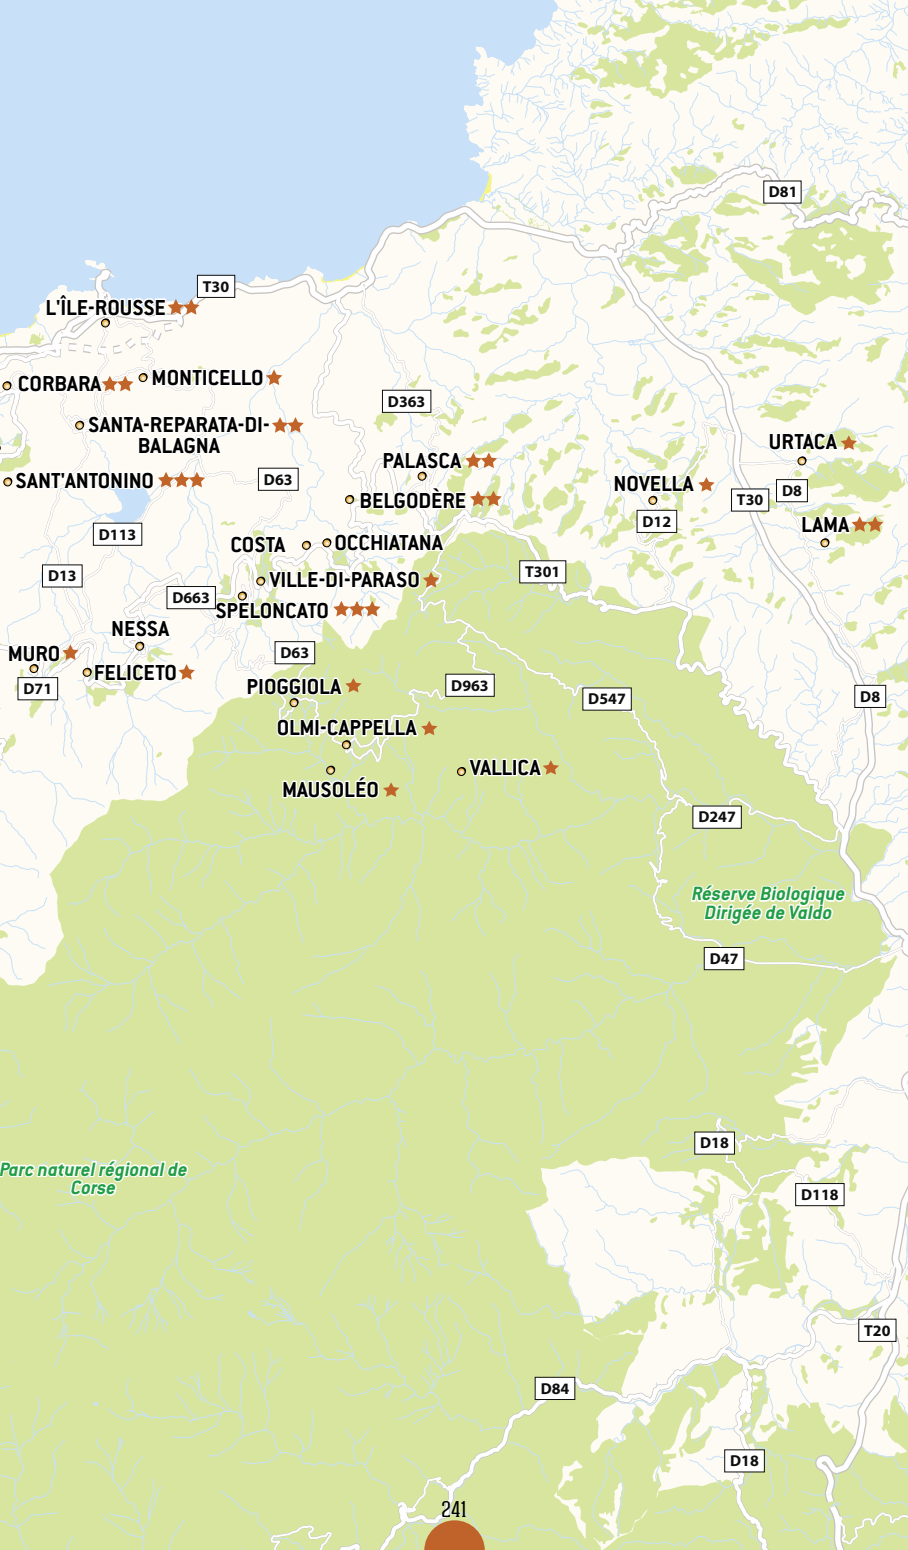 D81
T30
L'ÎLE-ROUSSE
CORBARA
MONTICELLO
D363
SANTA-REPARATA-DI-
BALAGNA
URTACA
PALASCA
SANT'ANTONINO
D63
NOVELLA
D8
T30
BELGODÈRE
D12
LAMA
D113
COSTA
OCCHIATANA
D13
VILLE-DI-PARASO
T301
D663
SPELONCATO
NESSA
MURO
D63
FELICETO
D71
PIOGGIOLA
D963
D547
D8
OLMI-CAPPELLA
VALLICA
MAUSOLÉO
D247
Réserve Biologique
Dirigée de Valdo
D47
D18
Parc naturel régional de
Corse
D118
T20
D84
D18
241